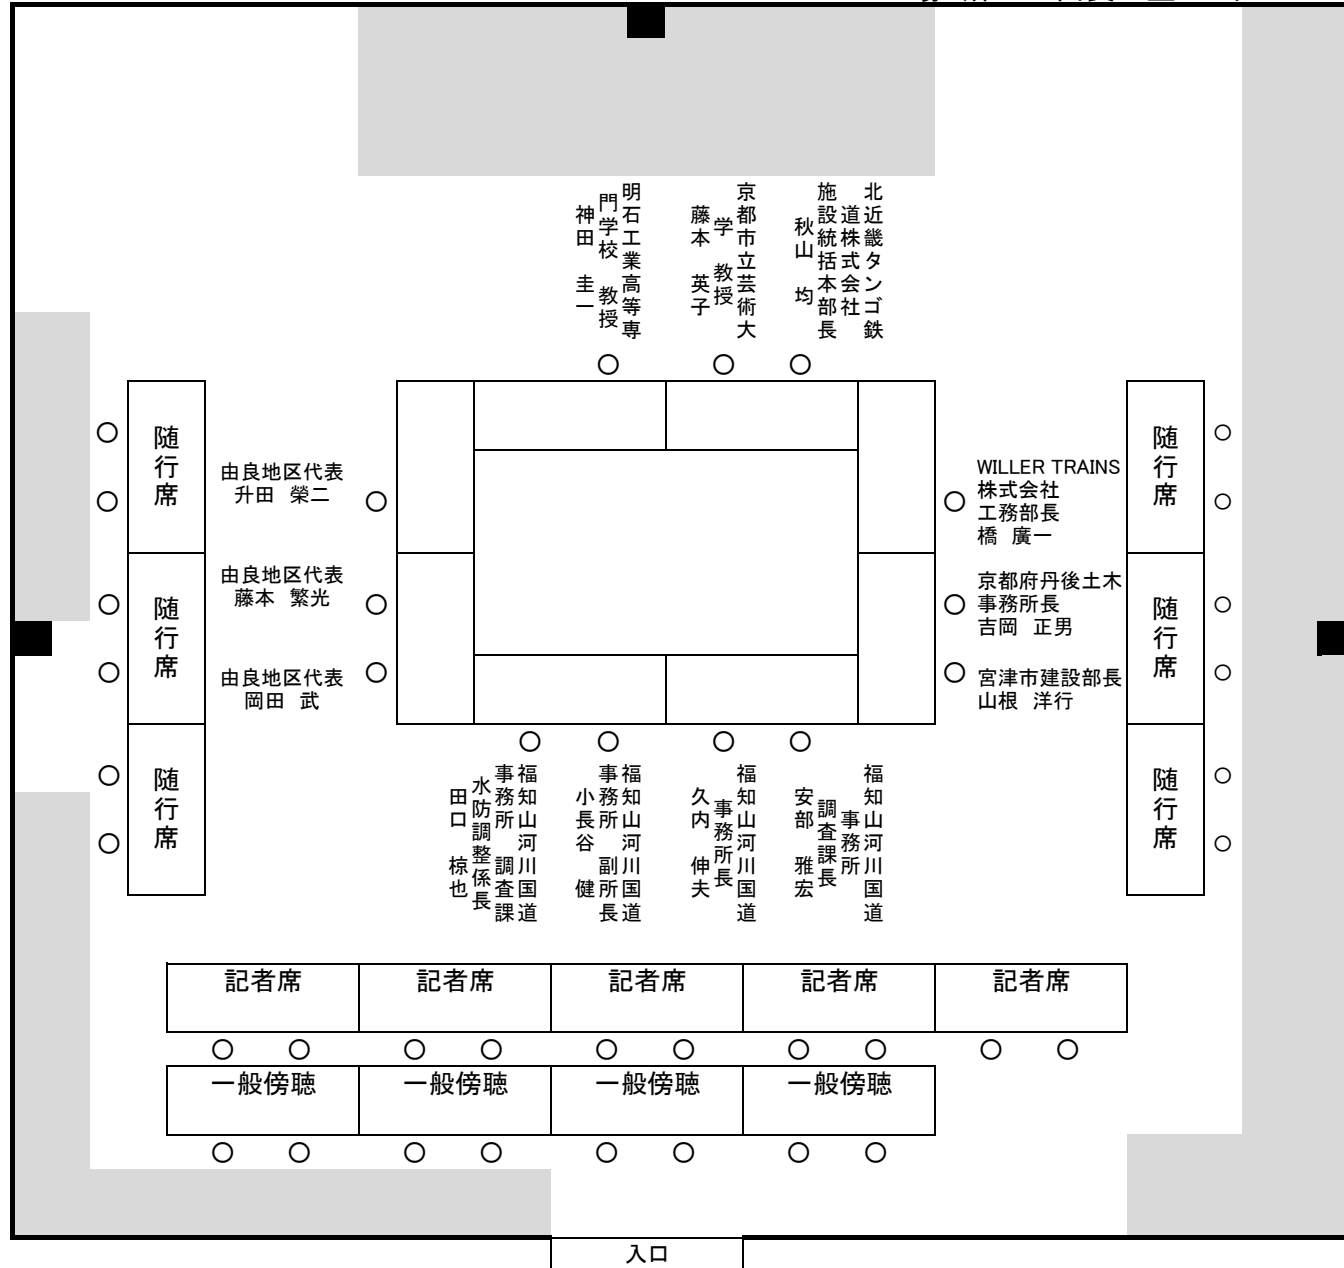 北近畿タンゴ鉄
道株式会社
施設統括本部長
秋山 均
京都市立芸術大
学 教授
藤本 英子
明石工業高等専
門学校 教授
神田 圭一
随行席
随行席
随行席
由良地区代表
升田 榮二
由良地区代表
藤本 繁光
由良地区代表
岡田 武
WILLER TRAINS
株式会社
工務部長
橋 廣一
京都府丹後土木
事務所長
吉岡 正男
宮津市建設部長
山根 洋行
随行席
随行席
随行席
福知山河川国道
事務所
調査課長
安部 雅宏
福知山河川国道
事務所長
久内 伸夫
福知山河川国道
事務所 副所長
小長谷 健
福知山河川国道
事務所 調査課
水防調整係長
田口 椋也
記者席 記者席 記者席 記者席 記者席
一般傍聴 一般傍聴 一般傍聴 一般傍聴
入口